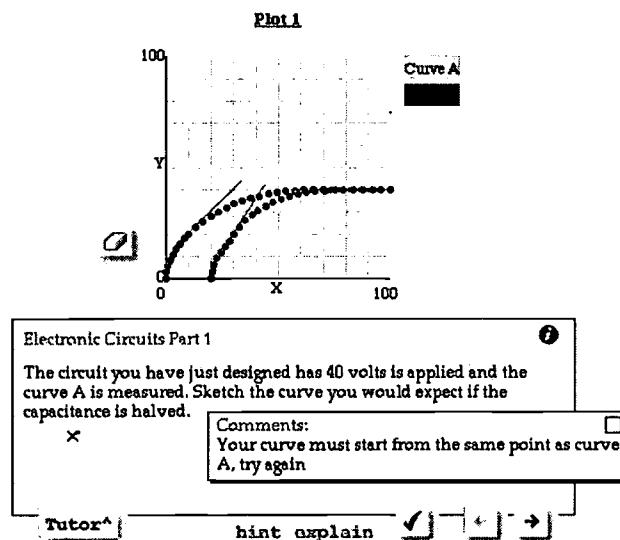 Plot 1
100
Curve A
Y
0
0
X
100
Electronic Circuits Part 1
The circuit you have just designed has 40 volts is applied and the
curve A is measured. Sketch the curve you would expect if the
capacitance is halved.
Comments:
Your curve must start from the same point as curve
A, try again
Tutor^
hint explain